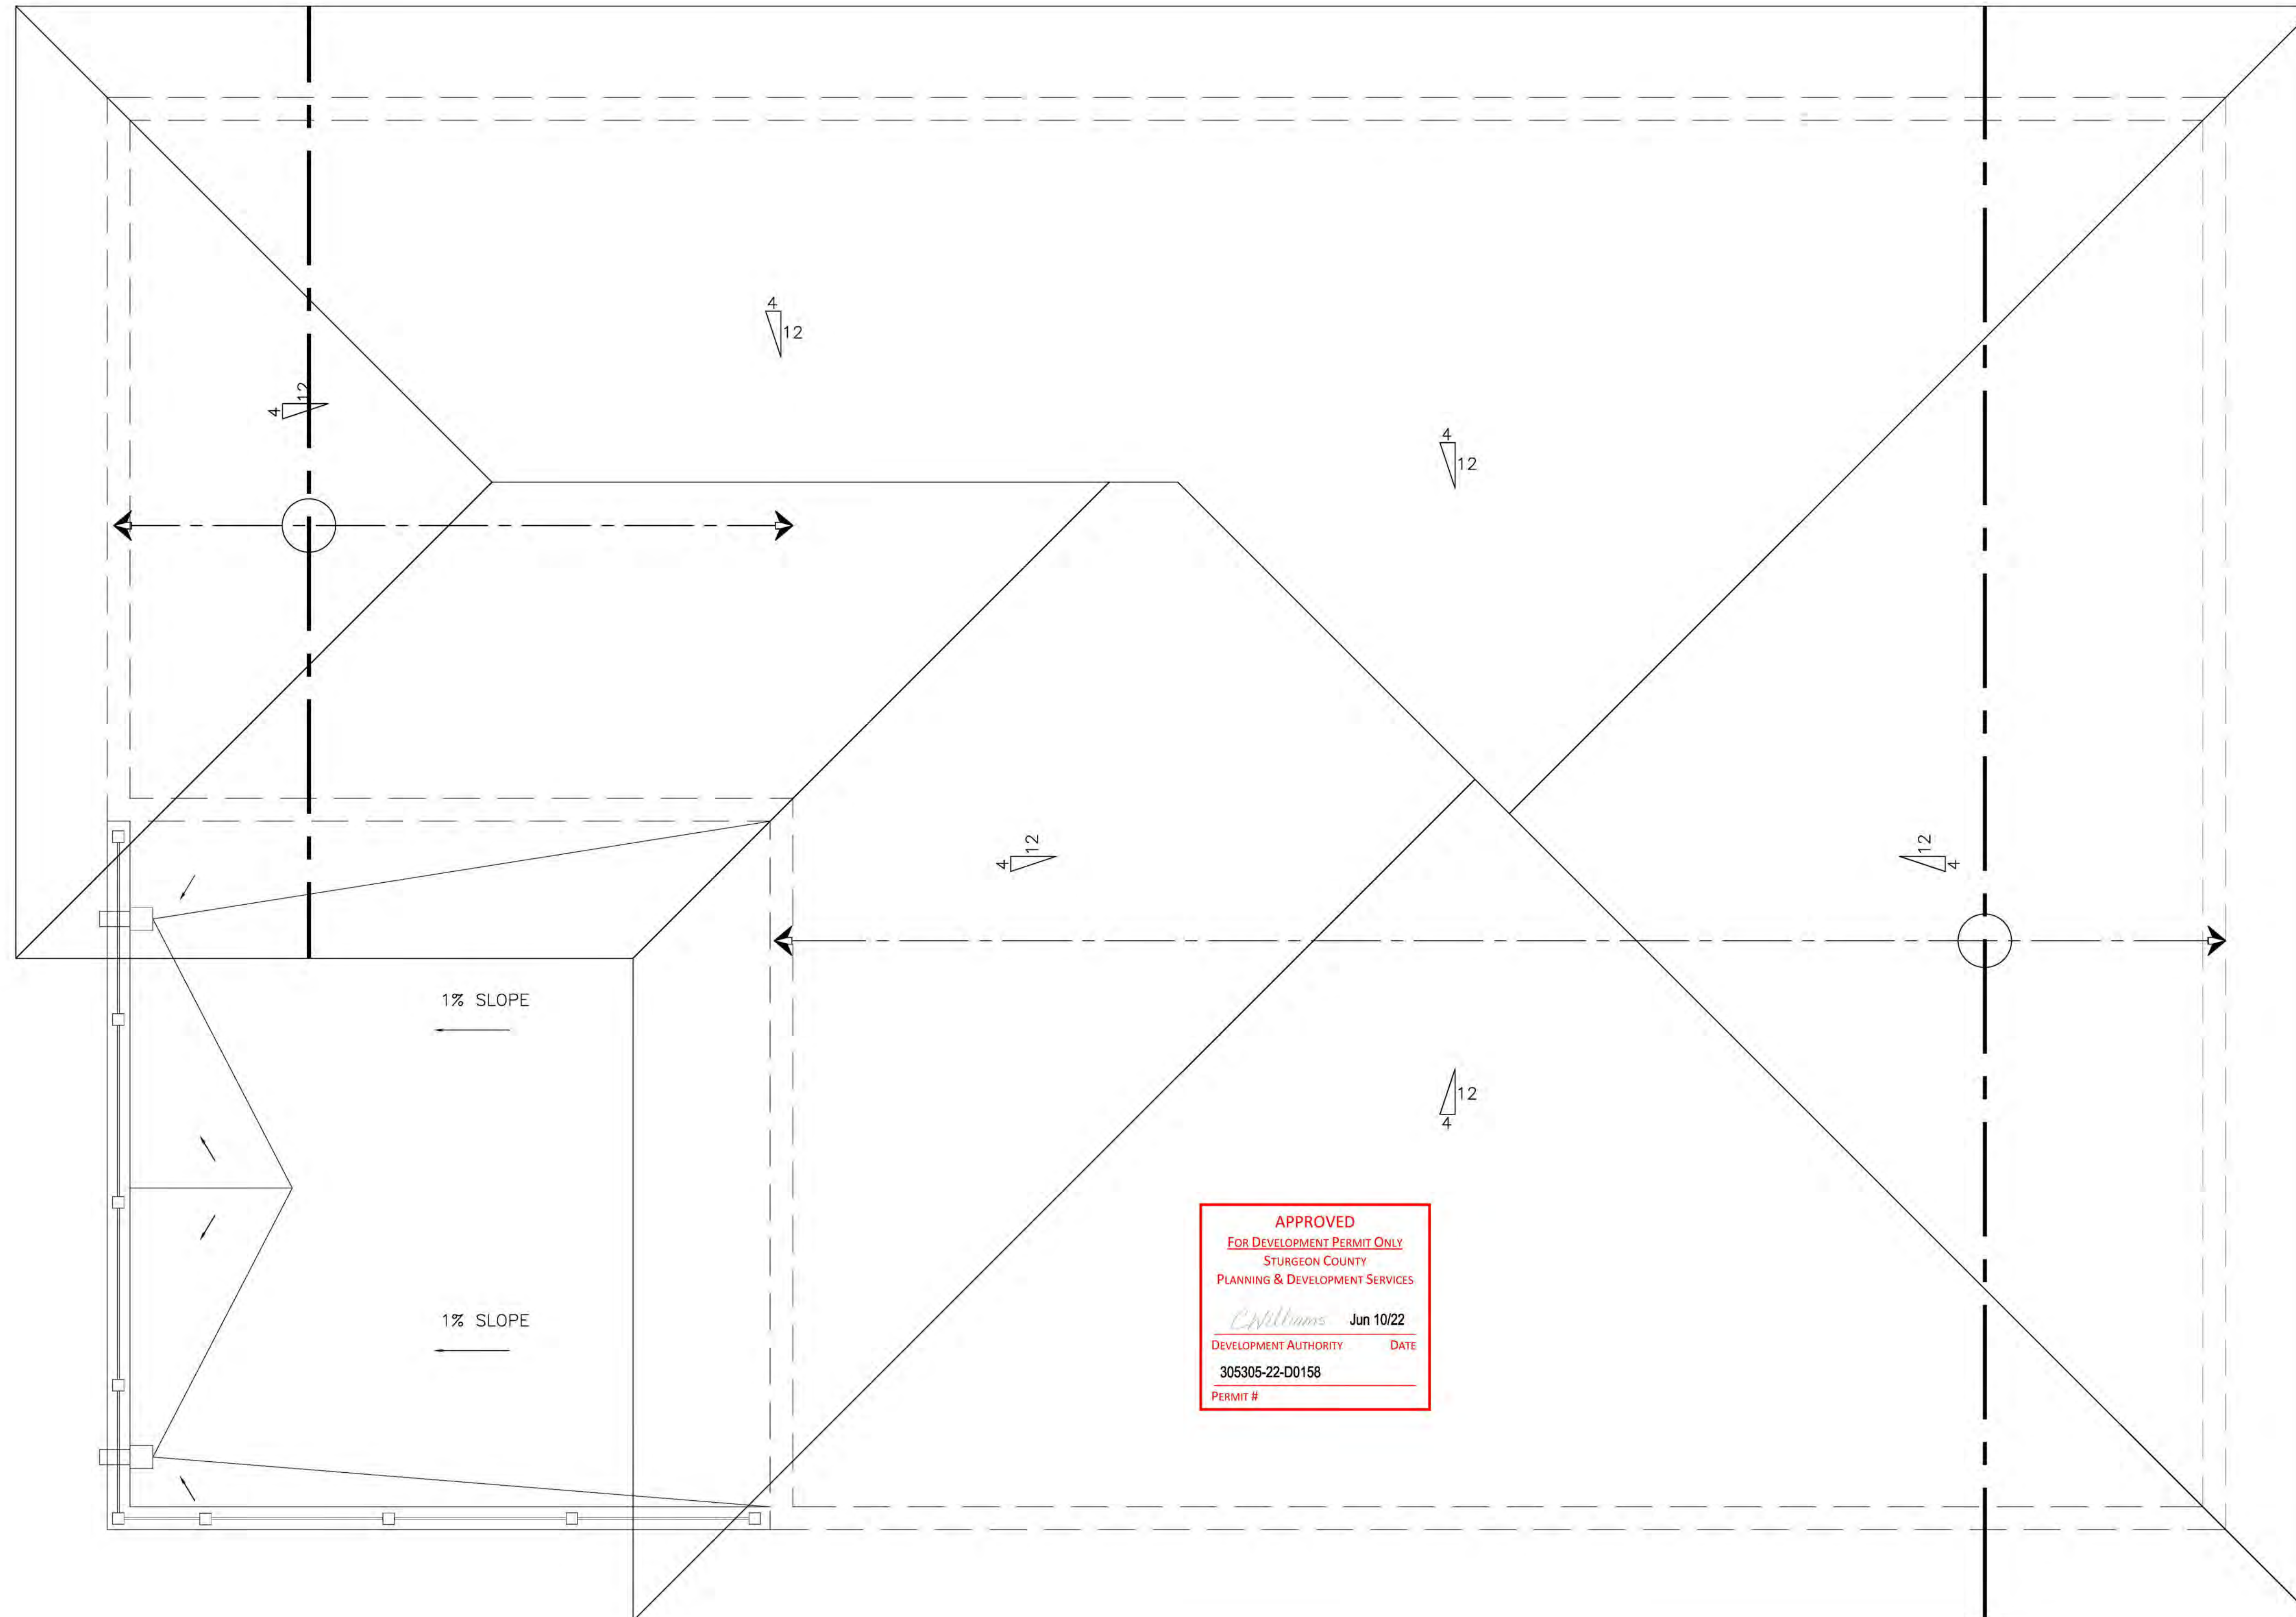 4
12
4
12
12
4
12
4
12
4
1% SLOPE
12
4
1% SLOPE
APPROVED
FOR DEVELOPMENT PERMIT ONLY
STURGEON COUNTY
PLANNING & DEVELOPMENT SERVICES
CWilliams Jun 10/22
DEVELOPMENT AUTHORITY DATE
305305-22-D0158
PERMIT #